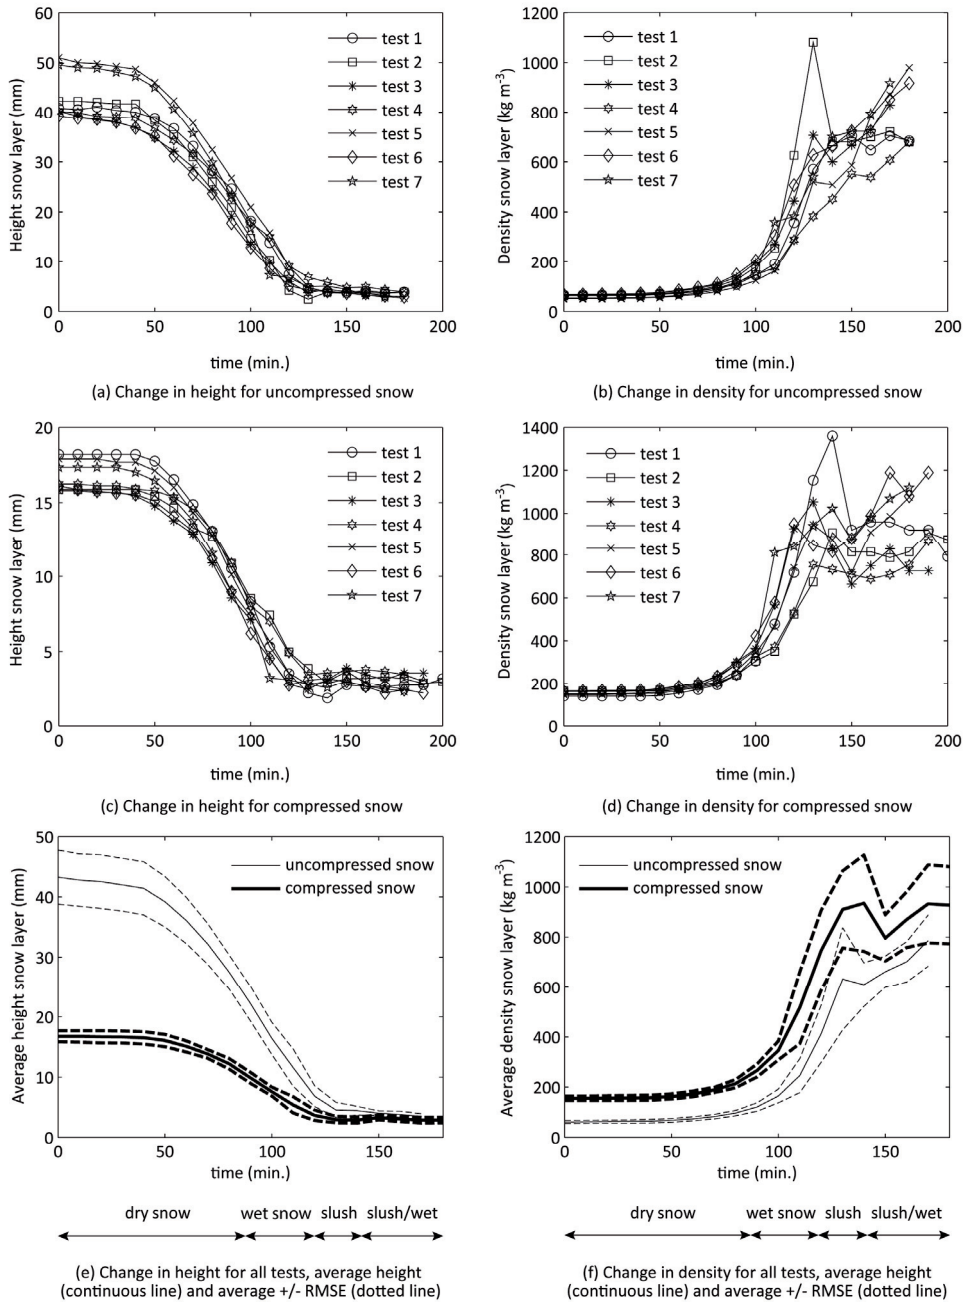 60
50
40
30
20
10
0
Height snow layer (mm)
test 1
test 2
test 3
test 4
test 5
test 6
test 7
0 50 100 150 200
time (min.)
(a) Change in height for uncompressed snow
1200
1000
800
600
400
200
0
Density snow layer (kg m-3)
test 1
test 2
test 3
test 4
test 5
test 6
test 7
0 50 100 150 200
time (min.)
(b) Change in density for uncompressed snow
20
15
10
5
0
Height snow layer (mm)
test 1
test 2
test 3
test 4
test 5
test 6
test 7
0 50 100 150 200
time (min.)
(c) Change in height for compressed snow
1400
1200
1000
800
600
400
200
0
Density snow layer (kg m-3)
test 1
test 2
test 3
test 4
test 5
test 6
test 7
0 50 100 150 200
time (min.)
(d) Change in density for compressed snow
50
40
30
20
10
0
Average height snow layer (mm)
uncompressed snow
compressed snow
0 50 100 150
time (min.)
dry snow wet snow slush slush/wet
(e) Change in height for all tests, average height
(continuous line) and average +/- RMSE (dotted line)
1200
1000
800
600
400
200
0
Average density snow layer (kg m-3)
uncompressed snow
compressed snow
0 50 100 150
time (min.)
dry snow wet snow slush slush/wet
(f) Change in density for all tests, average
(continuous line) and average +/- RMSE (dotted line)